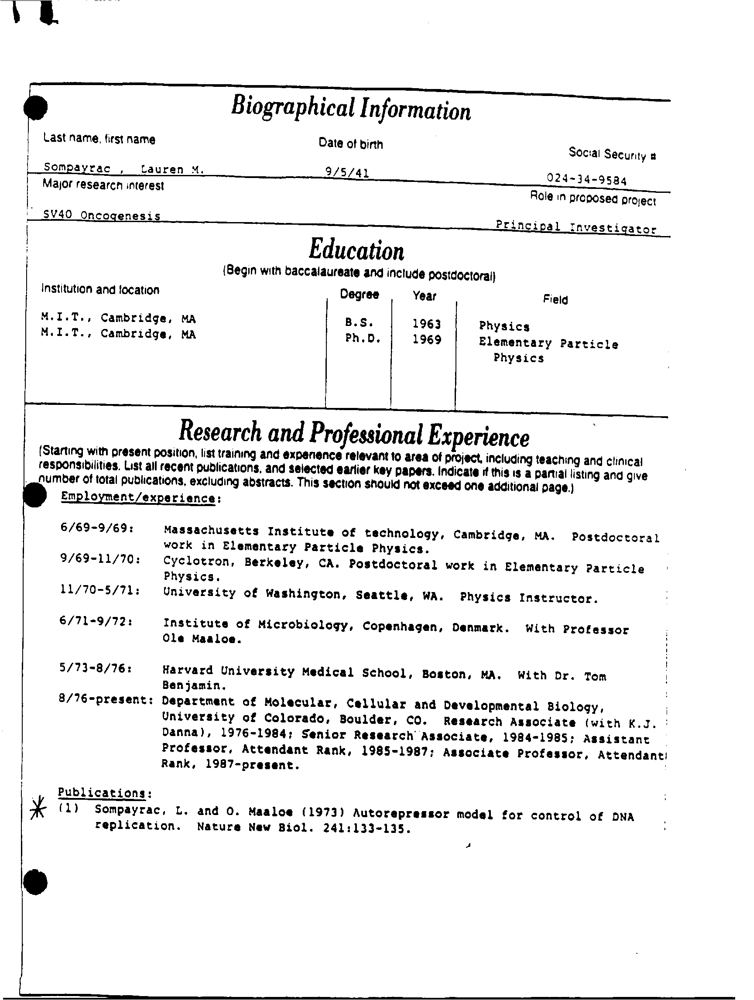 Biographical Information
Last name, first name Date of birth Social Security #
Sompayrac , Lauren M. 9/5/41 024-34-9584
Major research interest Role in proposed project
SV40 Oncogenesis Principal Investigator
Education
(Begin with baccalaureate and include postdoctoral)
Institution and location Degree Year Field
M.I.T., Cambridge, MA B.S. 1963 Physics
M.I.T., Cambridge, MA Ph.D. 1969 Elementary Particle
Physics
Research and Professional Experience
(Starting with present position, list training and experience relevant to area of project, including teaching and clinical
responsibilities. List all recent publications, and selected earlier key papers. Indicate if this is a partial listing and give
number of total publications, excluding abstracts. This section should not exceed one additional page.)
Employment/experience:
6/69-9/69: Massachusetts Institute of technology, Cambridge, MA. Postdoctoral
work in Elementary Particle Physics.
9/69-11/70: Cyclotron, Berkeley, CA. Postdoctoral work in Elementary Particle
Physics.
11/70-5/71: University of Washington, Seattle, WA. Physics Instructor.
6/71-9/72: Institute of Microbiology, Copenhagen, Denmark. With Professor
Ole Maaloe.
5/73-8/76: Harvard University Medical School, Boston, MA. With Dr. Tom
Benjamin.
8/76-present: Department of Molecular, Cellular and Developmental Biology,
University of Colorado, Boulder, CO. Research Associate (with K.J.
Danna), 1976-1984; Senior Research Associate, 1984-1985; Assistant
Professor, Attendant Rank, 1985-1987; Associate Professor, Attendant
Rank, 1987-present.
Publications:
(1) Sompayrac, L. and O. Maaloe (1973) Autorepressor model for control of DNA
replication. Nature New Biol. 241:133-135.